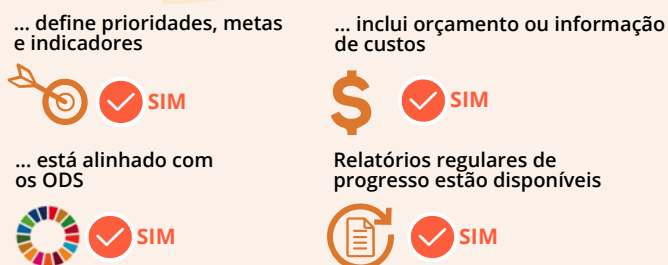 ... define prioridades, metas
e indicadores
SIM
... inclui orçamento ou informação
de custos
$
SIM
... está alinhado com
os ODS
SIM
Relatórios regulares de
progresso estão disponíveis
SIM